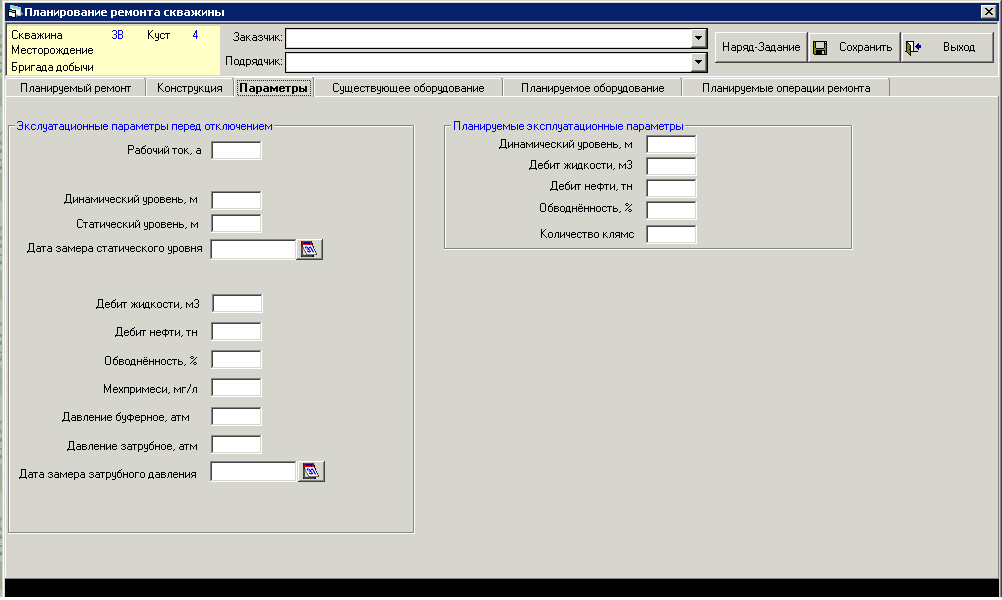 Планирование ремонта скважины
Скважина 3В Куст 4
Месторождение
Бригада добычи
Заказчик:
Подрядчик:
Наряд-Задание
Сохранить
Выход
Планируемый ремонт
Конструкция
Параметры
Существующее оборудование
Планируемое оборудование
Планируемые операции ремонта
Экслуатационные параметры перед отключением
Рабочий ток, а
Динамический уровень, м
Статический уровень, м
Дата замера статического уровня
Дебит жидкости, м3
Дебит нефти, тн
Обводнённость, %
Мехпримеси, мг/л
Давление буферное, атм
Давление затрубное, атм
Дата замера затрубного давления
Планируемые эксплуатационные параметры
Динамический уровень, м
Дебит жидкости, м3
Дебит нефти, тн
Обводнённость, %
Количество клямс